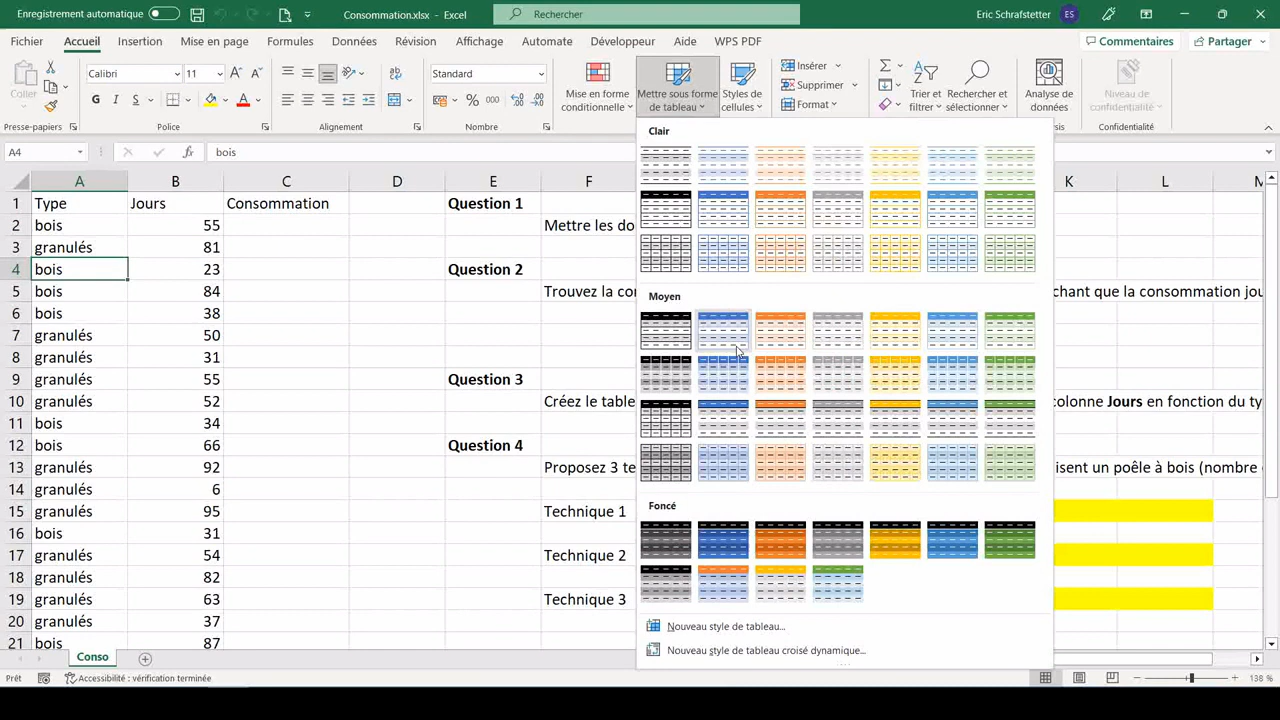 Enregistrement automatique
Consommation.xlsx - Excel
Rechercher
Eric Schrafstetter
ES
Fichier
Accueil
Insertion
Mise en page
Formules
Données
Révision
Affichage
Automate
Développeur
Aide
WPS PDF
Commentaires
Partager
Coller
Presse-papiers
Calibri
11
G I S
Police
Alignement
Standard
% 000
Nombre
Mise en forme conditionnelle
Mettre sous forme de tableau
Styles de cellules
Insérer
Supprimer
Format
Trier et filtrer
Rechercher et sélectionner
Analyse de données
Niveau de confidentialité
Confidentialité
A4
fx
bois
A B C D E F K L M
1 Type Jours Consommation Question 1
2 bois 55 Mettre les do
3 granulés 81
4 bois 23 Question 2
5 bois 84 Trouvez la co chant que la consommation jou
6 bois 38
7 granulés 50
8 granulés 31
9 granulés 55 Question 3
10 granulés 52 Créez le table colonne Jours en fonction du ty
11 bois 34
12 bois 66 Question 4
13 granulés 92 Proposez 3 te isent un poêle à bois (nombre
14 granulés 6
15 granulés 95 Technique 1
16 bois 31
17 granulés 54 Technique 2
18 granulés 82
19 granulés 63 Technique 3
20 granulés 37
21 bois 87
Clair
Moyen
Foncé
Nouveau style de tableau...
Nouveau style de tableau croisé dynamique...
Conso
Prêt
Accessibilité : vérification terminée
138 %